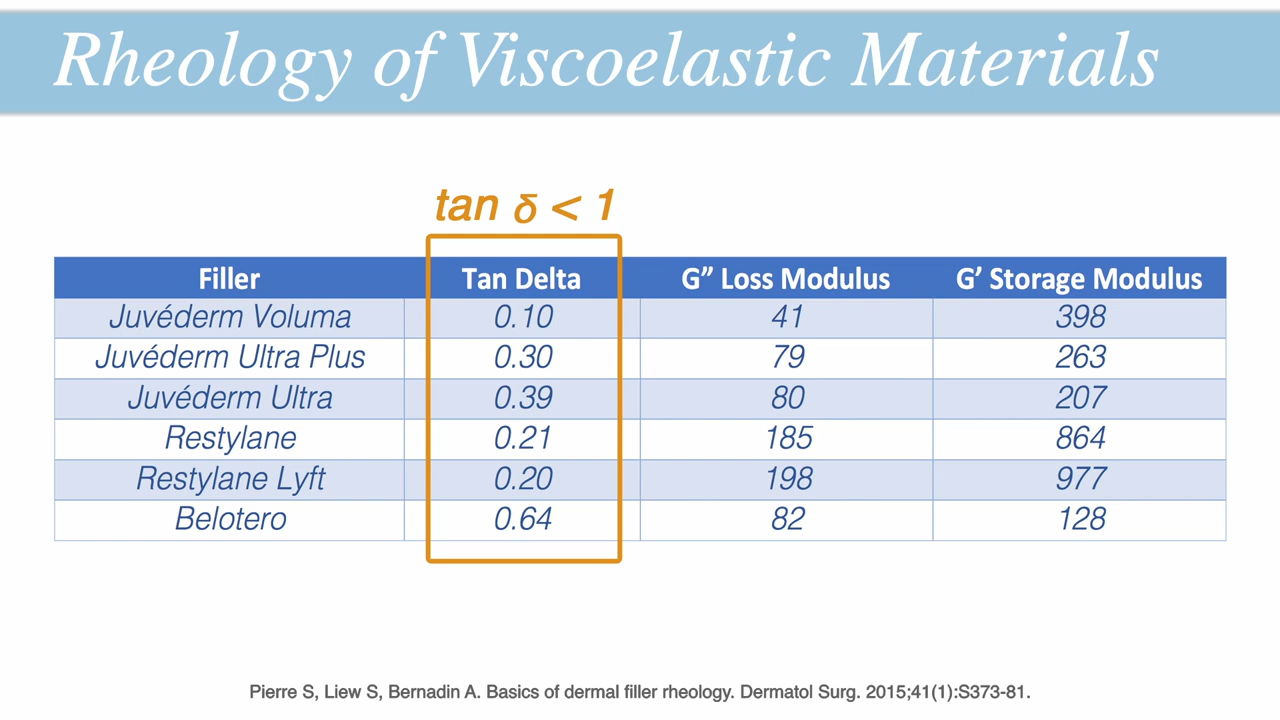 Rheology of Viscoelastic Materials
tan δ < 1
Filler Tan Delta G” Loss Modulus G’ Storage Modulus
Juvéderm Voluma 0.10 41 398
Juvéderm Ultra Plus 0.30 79 263
Juvéderm Ultra 0.39 80 207
Restylane 0.21 185 864
Restylane Lyft 0.20 198 977
Belotero 0.64 82 128
Pierre S, Liew S, Bernadin A. Basics of dermal filler rheology. Dermatol Surg. 2015;41(1):S373-81.